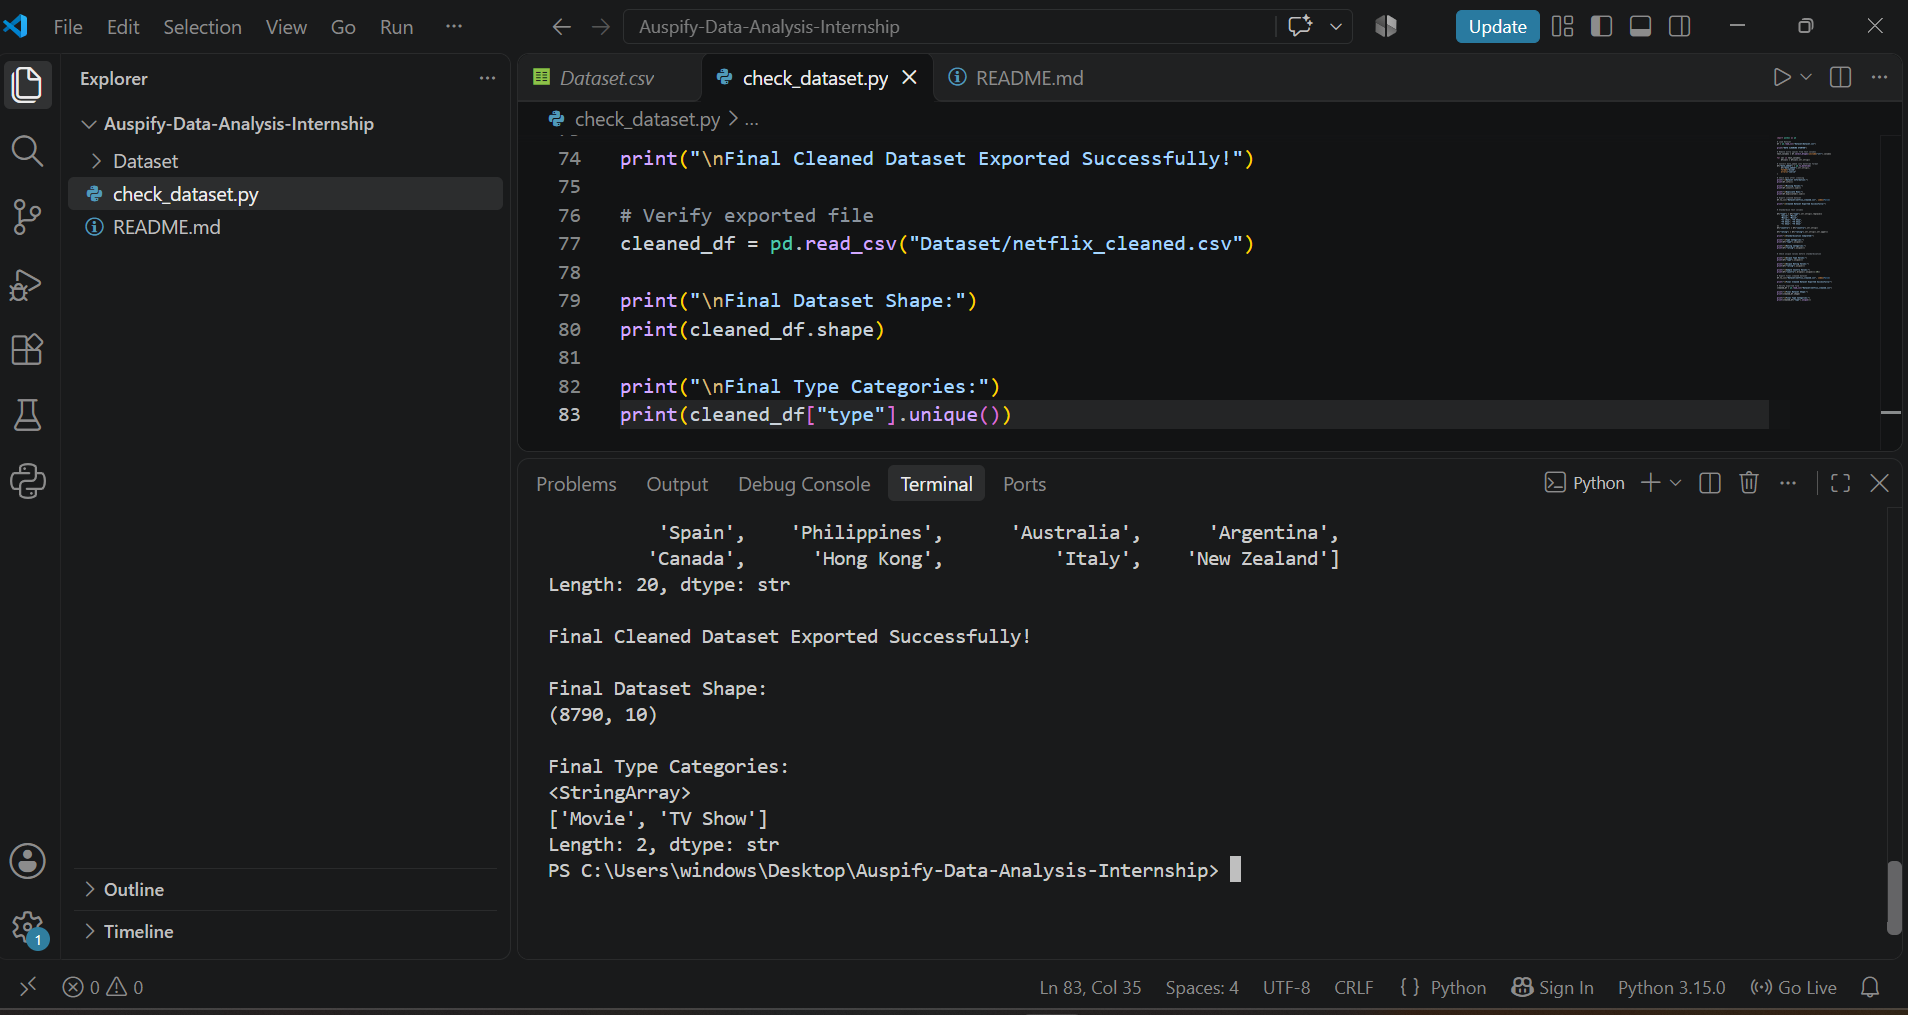 File Edit Selection View Go Run ···
Auspify-Data-Analysis-Internship
Update
Explorer ···
Auspify-Data-Analysis-Internship
Dataset
check_dataset.py
README.md
Outline
Timeline
1
Dataset.csv check_dataset.py README.md
check_dataset.py > ...
74 print("\nFinal Cleaned Dataset Exported Successfully!")
75
76 # Verify exported file
77 cleaned_df = pd.read_csv("Dataset/netflix_cleaned.csv")
78
79 print("\nFinal Dataset Shape:")
80 print(cleaned_df.shape)
81
82 print("\nFinal Type Categories:")
83 print(cleaned_df["type"].unique())
Problems Output Debug Console Terminal Ports
Python
'Spain', 'Philippines', 'Australia', 'Argentina',
'Canada', 'Hong Kong', 'Italy', 'New Zealand']
Length: 20, dtype: str
Final Cleaned Dataset Exported Successfully!
Final Dataset Shape:
(8790, 10)
Final Type Categories:
<StringArray>
['Movie', 'TV Show']
Length: 2, dtype: str
PS C:\Users\windows\Desktop\Auspify-Data-Analysis-Internship>
0 0 Ln 83, Col 35 Spaces: 4 UTF-8 CRLF {} Python Sign In Python 3.15.0 Go Live